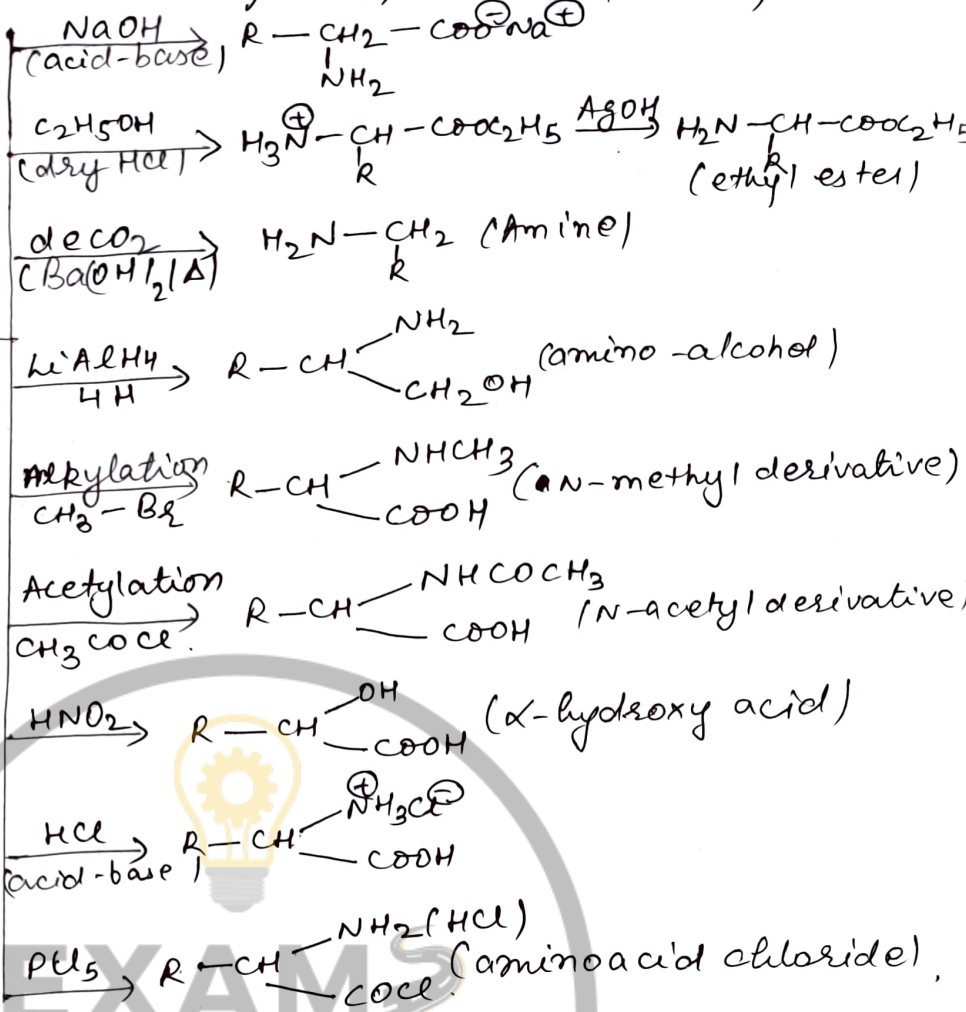 NaOH
(acid-base) R — CH2 — COO⊖Na⊕
NH2
C2H5OH
(dry HCl) H3N⊕ — CH — COOC2H5 AgOH H2N — CH — COOC2H5
R R
(ethyl ester)
deCO2
(Ba(OH)2/Δ) H2N — CH2 (Amine)
R
LiAlH4
4H R — CH NH2
CH2OH (amino-alcohol)
Alkylation
CH3 — Br R — CH NHCH3
COOH (N-methyl derivative)
Acetylation
CH3COCl. R — CH NHCOCH3
COOH (N-acetyl derivative)
HNO2 R — CH OH
COOH (α-hydroxy acid)
HCl
(acid-base) R — CH N⊕H3Cl⊖
COOH
PCl5 R — CH NH2(HCl)
COCl. (aminoacid chloride),
EXAMS